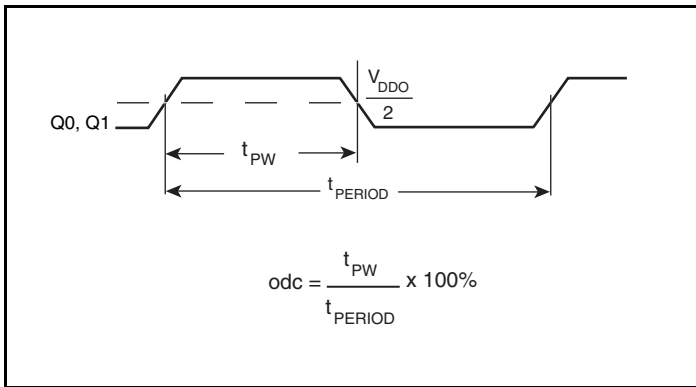 V_DDO
2
Q0, Q1
t_PW
t_PERIOD
odc = t_PW / t_PERIOD x 100%